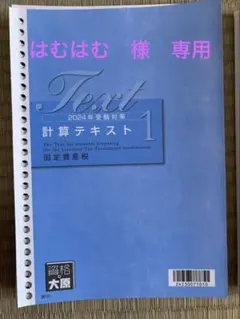 はむはむ　様　専用
Text 1
2024年受験対策
計算テキスト
固定資産税
資格の
大原